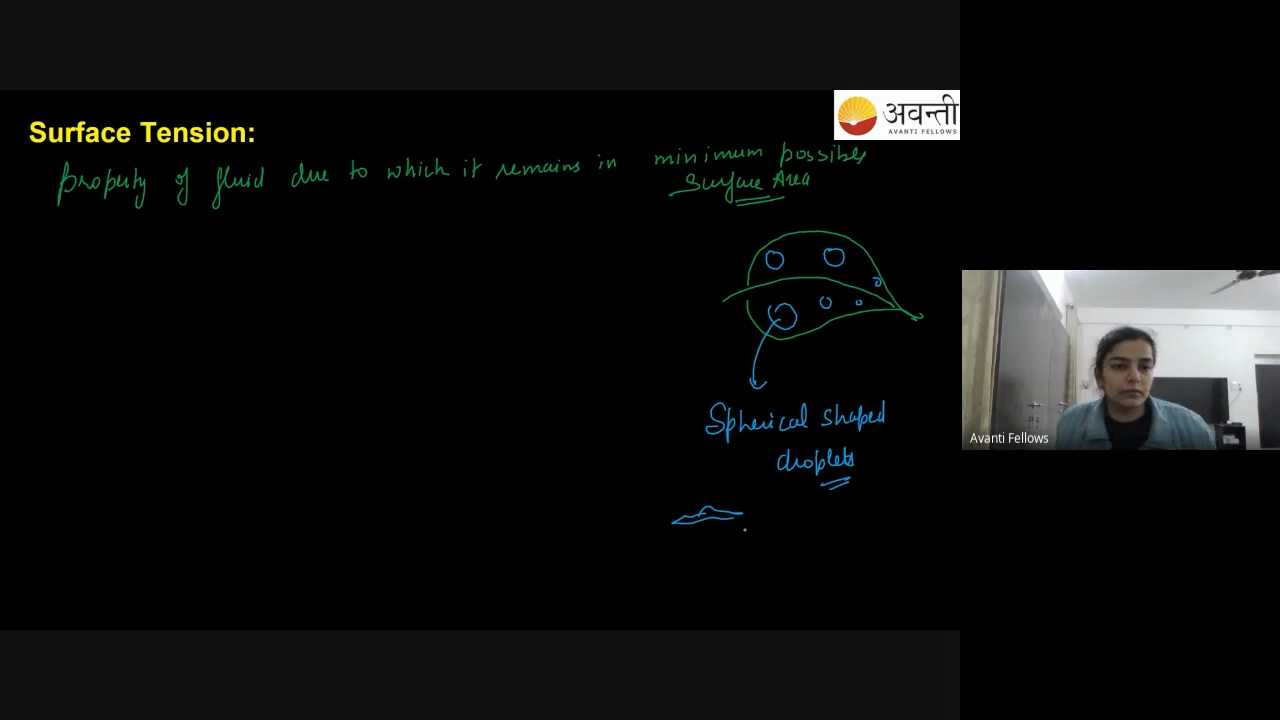 अवन्ती
AVANTI FELLOWS
Surface Tension:
property of fluid due to which it remains in minimum possible
Surface Area
Spherical shaped
droplets
Avanti Fellows